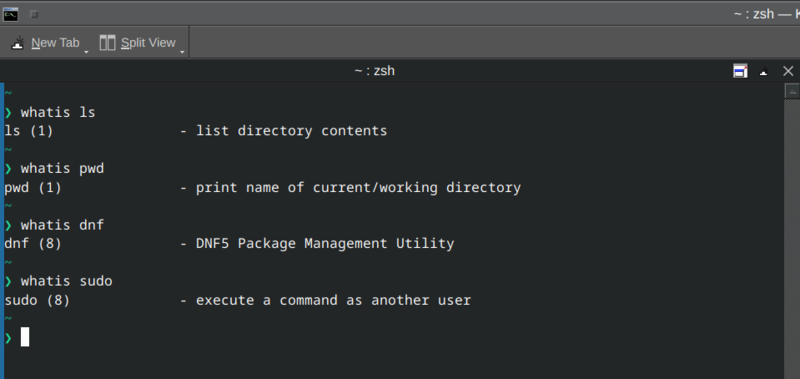 ~ : zsh — K
New Tab
Split View
~ : zsh
~
❯ whatis ls
ls (1)               - list directory contents
~
❯ whatis pwd
pwd (1)              - print name of current/working directory
~
❯ whatis dnf
dnf (8)              - DNF5 Package Management Utility
~
❯ whatis sudo
sudo (8)             - execute a command as another user
~
❯